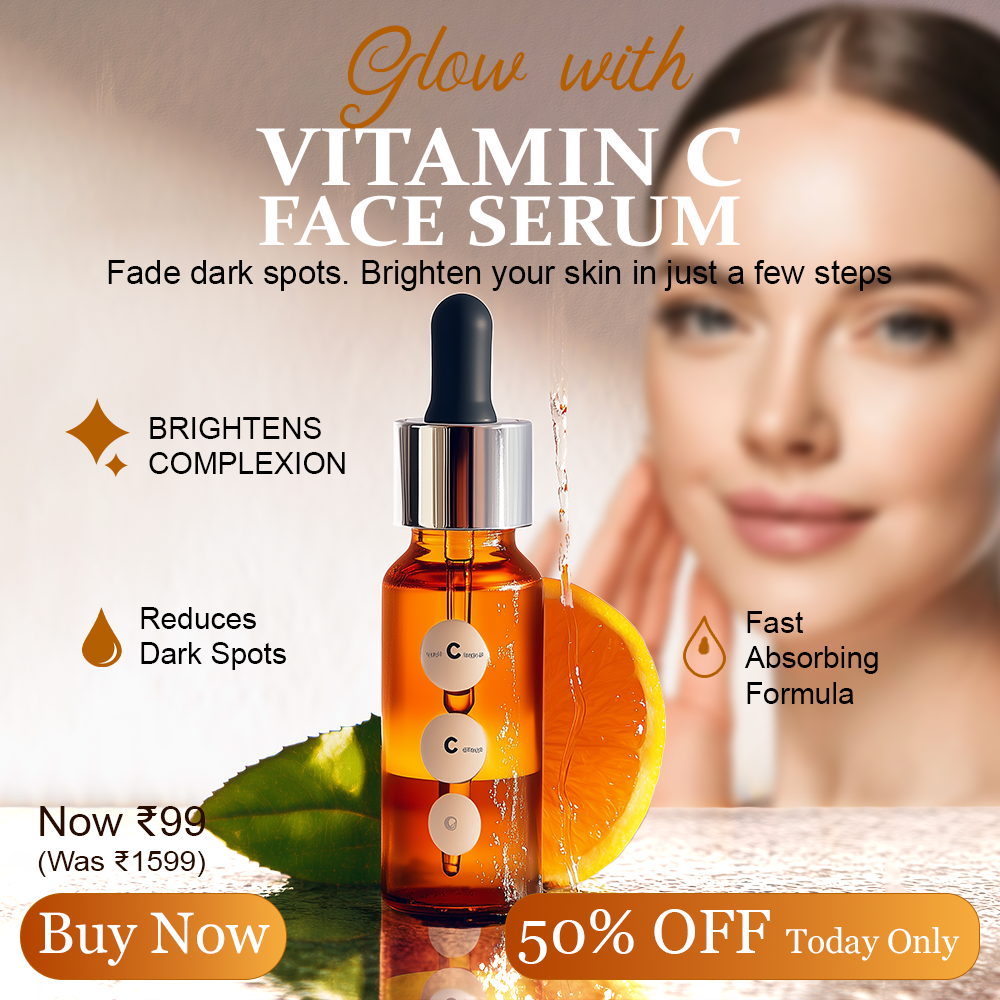 Glow with
VITAMIN C
FACE SERUM
Fade dark spots. Brighten your skin in just a few steps
BRIGHTENS
COMPLEXION
Reduces
Dark Spots
Fast
Absorbing
Formula
C
C
Now ₹99
(Was ₹1599)
Buy Now
50% OFF Today Only